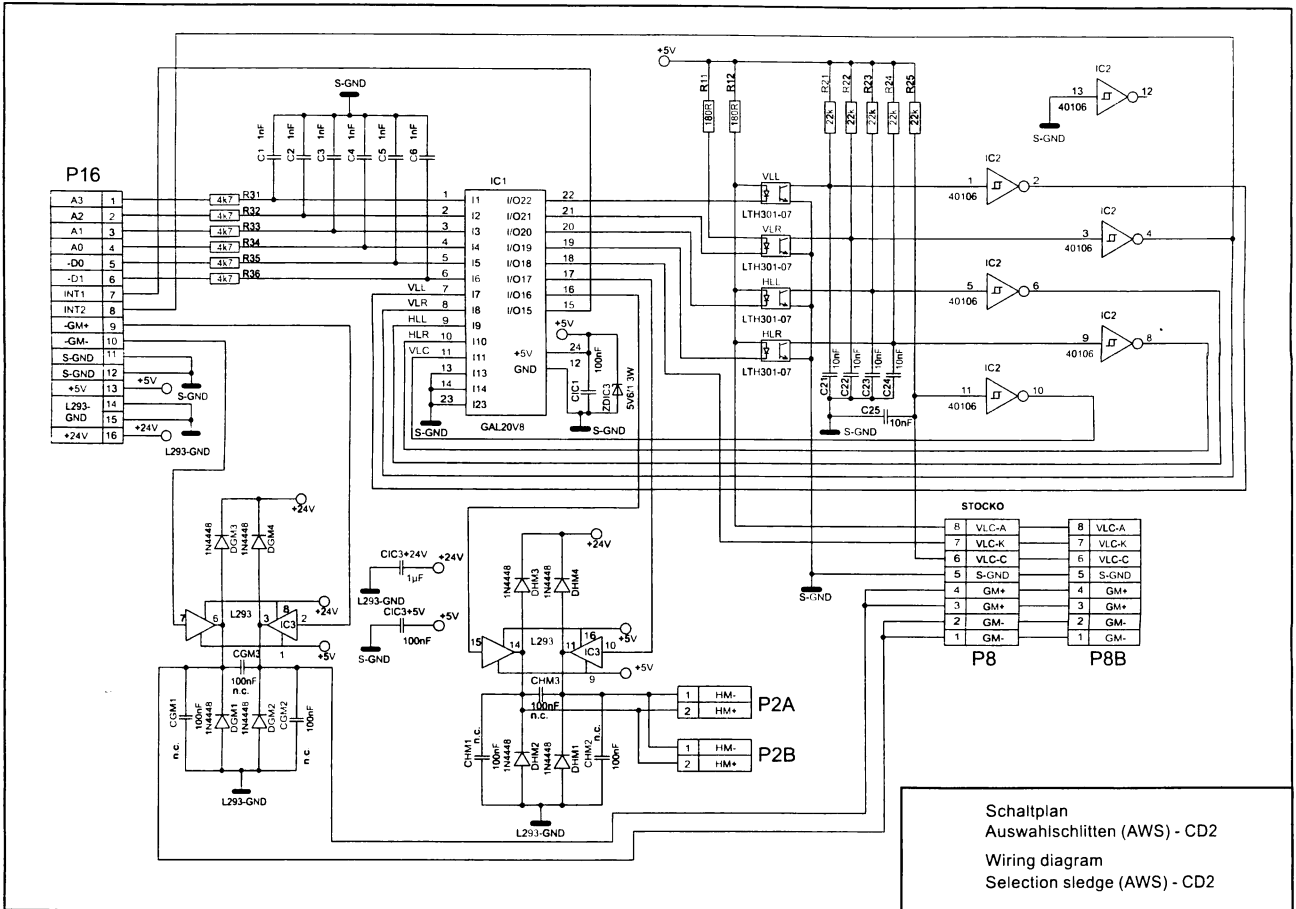 P16
A3 1
A2 2
A1 3
A0 4
-D0 5
-D1 6
INT1 7
INT2 8
-GM+ 9
-GM- 10
S-GND 11
S-GND 12
+5V 13
L293-GND 14
15
+24V 16
+5V
S-GND
+24V
L293-GND
S-GND
C1 1nF
C2 1nF
C3 1nF
C4 1nF
C5 1nF
C6 1nF
4k7 R31
4k7 R32
4k7 R33
4k7 R34
4k7 R35
4k7 R36
VLL
VLR
HLL
HLR
VLC
IC1
1 I1 I/O22 22
2 I2 I/O21 21
3 I3 I/O20 20
4 I4 I/O19 19
5 I5 I/O18 18
6 I6 I/O17 17
7 I7 I/O16 16
8 I8 I/O15 15
9 I9
10 I10
11 I11 +5V 24
13 I13 GND 12
14 I14
23 I23
GAL20V8
S-GND
+5V
CIC1 100nF
ZDIC3 5V6/1.3W
S-GND
+5V
R11 180R
R12 180R
R21 22k
R22 22k
R23 22k
R24 22k
R25 22k
VLL
LTH301-07
VLR
LTH301-07
HLL
LTH301-07
HLR
LTH301-07
C21 10nF
C22 10nF
C23 10nF
C24 10nF
C25 10nF
S-GND
S-GND
IC2
13 12
40106
S-GND
IC2
1 2
40106
IC2
3 4
40106
IC2
5 6
40106
IC2
9 8
40106
IC2
11 10
40106
STOCKO
8 VLC-A 8 VLC-A
7 VLC-K 7 VLC-K
6 VLC-C 6 VLC-C
5 S-GND 5 S-GND
4 GM+ 4 GM+
3 GM+ 3 GM+
2 GM- 2 GM-
1 GM- 1 GM-
P8 P8B
+24V
1N4448 DGM3
1N4448 DGM4
7 6 L293 3 8 IC3 2
+24V
1
+5V
CGM3
100nF
n.c.
CGM1 100nF n.c.
1N4448 DGM1
1N4448 DGM2
CGM2 100nF n.c.
L293-GND
CIC3+24V
+24V
1µF
L293-GND
CIC3+5V
+5V
100nF
S-GND
+24V
1N4448 DHM3
1N4448 DHM4
15 14 L293 11 16 IC3 10
+5V
9
+5V
CHM3
100nF
n.c.
CHM1 100nF n.c.
1N4448 DHM2
1N4448 DHM1
CHM2 100nF n.c.
L293-GND
1 HM-
2 HM+
P2A
1 HM-
2 HM+
P2B
Schaltplan
Auswahlschlitten (AWS) - CD2
Wiring diagram
Selection sledge (AWS) - CD2